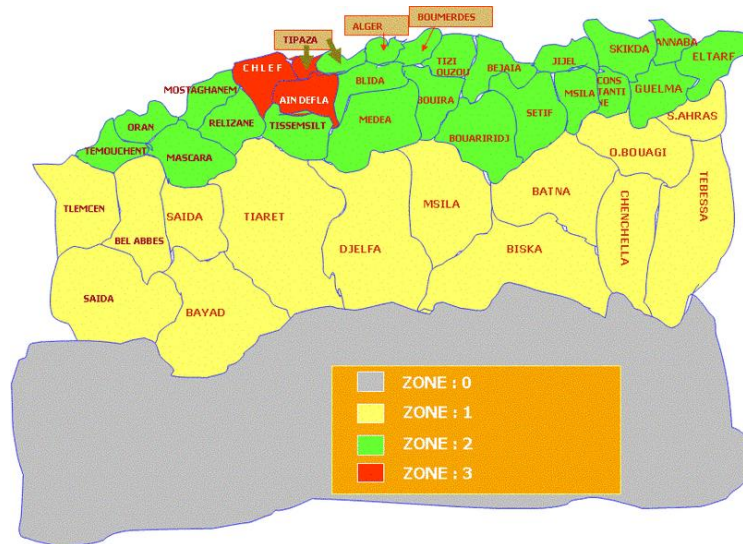 ALGER
BOUMERDES
TIPAZA
SKIKDA
ANNABA
ELTARF
CHLEF
TIZI
OUZOU
BEJAIA
JIJEL
MOSTAGHANEM
AIN DEFLA
BLIDA
BOUIRA
SETIF
MSILA
CONS
TANTI
NE
GUELMA
ORAN
RELIZANE
TISSEMSILT
MEDEA
BOUARIRIDJ
S.AHRAS
TEMOUCHENT
MASCARA
O.BOUAGI
TLEMCEN
BEL ABBES
SAIDA
TIARET
DJELFA
MSILA
BATNA
CHENCHELLA
TEBESSA
BISKA
SAIDA
BAYAD
ZONE : 0
ZONE : 1
ZONE : 2
ZONE : 3